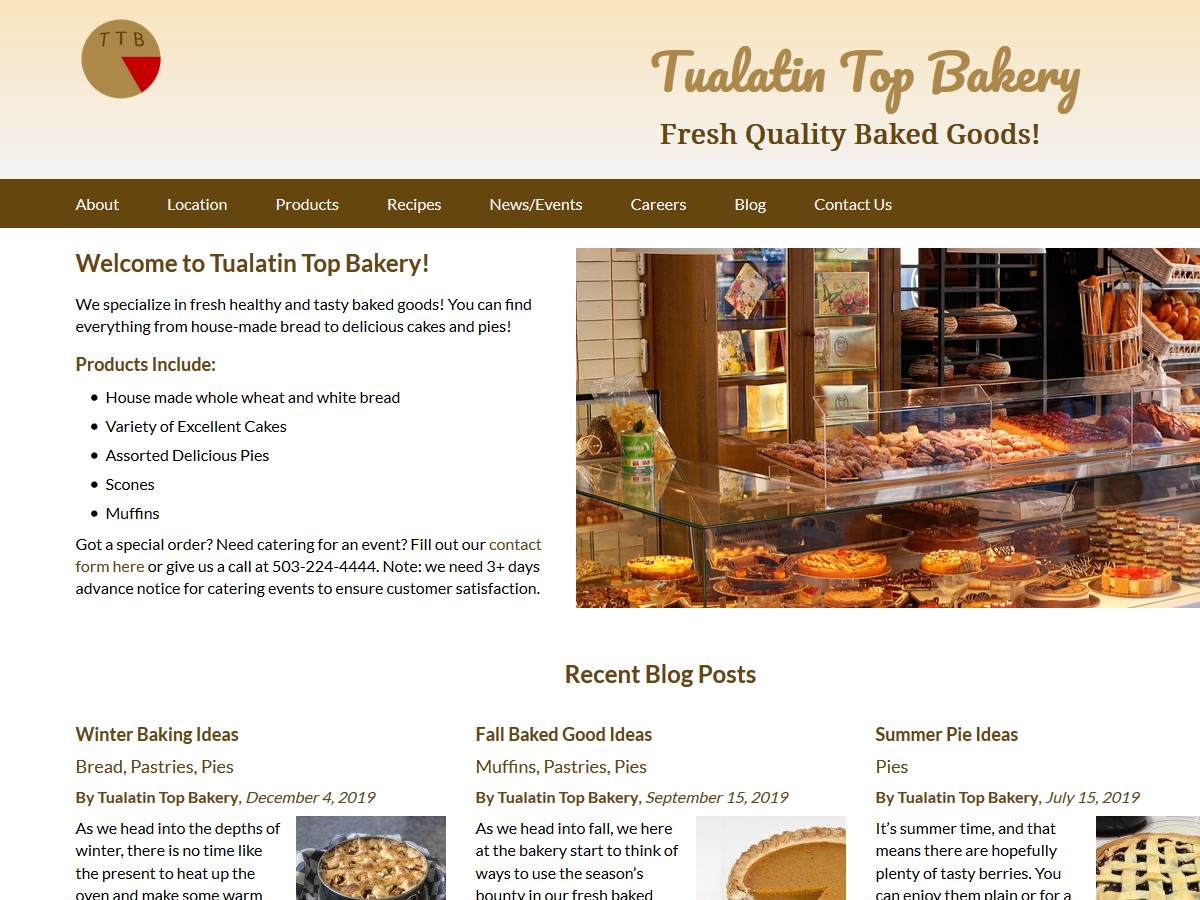 T T B
Tualatin Top Bakery
Fresh Quality Baked Goods!
About Location Products Recipes News/Events Careers Blog Contact Us
Welcome to Tualatin Top Bakery!
We specialize in fresh healthy and tasty baked goods! You can find
everything from house-made bread to delicious cakes and pies!
Products Include:
• House made whole wheat and white bread
• Variety of Excellent Cakes
• Assorted Delicious Pies
• Scones
• Muffins
Got a special order? Need catering for an event? Fill out our contact
form here or give us a call at 503-224-4444. Note: we need 3+ days
advance notice for catering events to ensure customer satisfaction.
Recent Blog Posts
Winter Baking Ideas
Bread, Pastries, Pies
By Tualatin Top Bakery, December 4, 2019
As we head into the depths of
winter, there is no time like
the present to heat up the
oven and make some warm
Fall Baked Good Ideas
Muffins, Pastries, Pies
By Tualatin Top Bakery, September 15, 2019
As we head into fall, we here
at the bakery start to think of
ways to use the season’s
bounty in our fresh baked
Summer Pie Ideas
Pies
By Tualatin Top Bakery, July 15, 2019
It’s summer time, and that
means there are hopefully
plenty of tasty berries. You
can enjoy them plain or for a